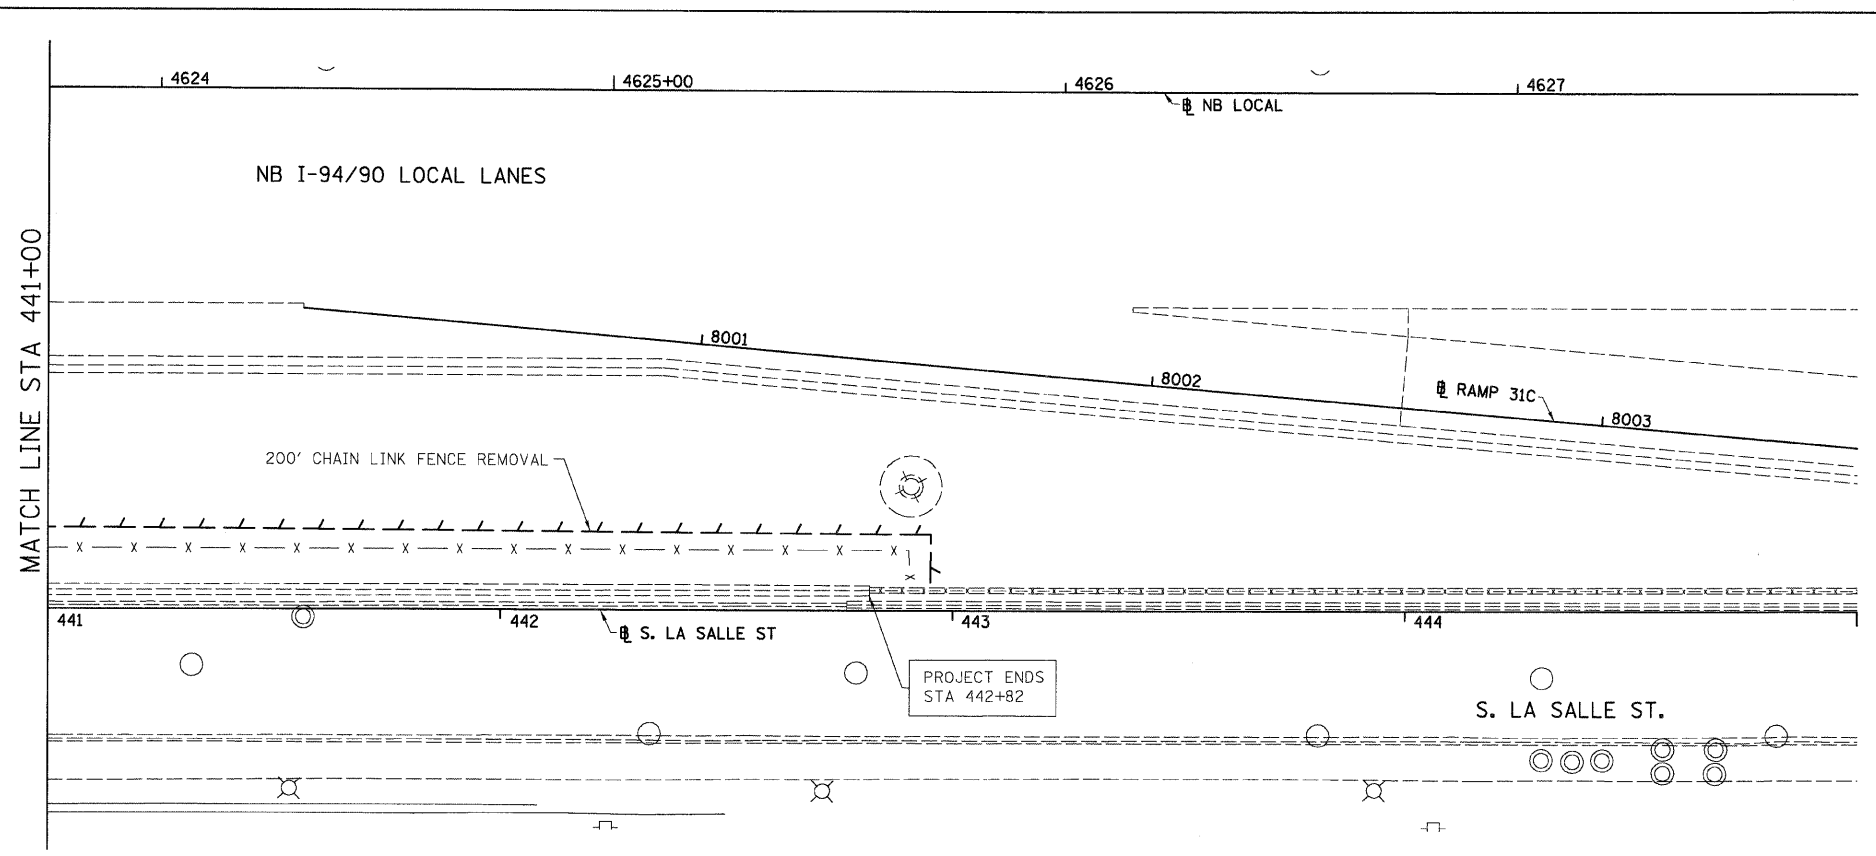 4624
4625+00
4626
4627
℄ NB LOCAL
NB I-94/90 LOCAL LANES
MATCH LINE STA 441+00
8001
8002
℄ RAMP 31C
8003
200' CHAIN LINK FENCE REMOVAL
441
442
443
444
℄ S. LA SALLE ST
PROJECT ENDS
STA 442+82
S. LA SALLE ST.